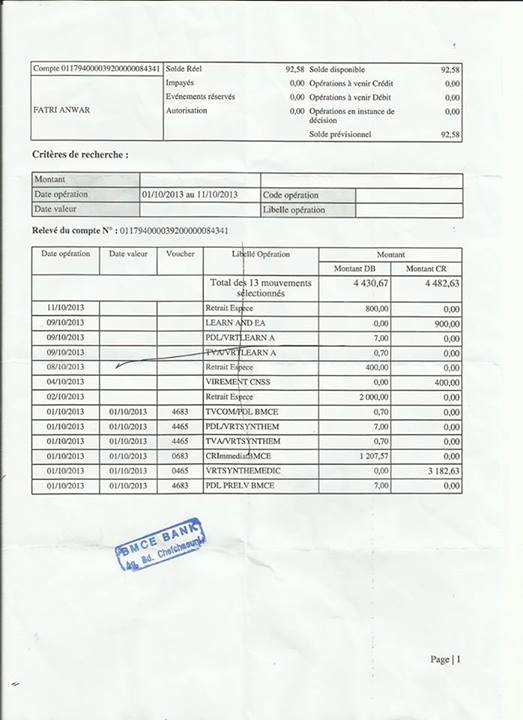 Compte 011794000039200000084341 Solde Réel 92,58 Solde disponible 92,58
Impayés 0,00 Opérations à venir Crédit 0,00
Evénements réservés 0,00 Opérations à venir Débit 0,00
FATRI ANWAR Autorisation 0,00 Opérations en instance de décision 0,00
Solde prévisionnel 92,58
Critères de recherche :
Montant
Date opération 01/10/2013 au 11/10/2013 Code opération
Date valeur Libelle opération
Relevé du compte N° : 011794000039200000084341
Date opération Date valeur Voucher Libellé Opération Montant
Montant DB Montant CR
Total des 13 mouvements sélectionnés 4 430,67 4 482,63
11/10/2013 Retrait Espece 800,00 0,00
09/10/2013 LEARN AND EA 0,00 900,00
09/10/2013 PDL/VRTLEARN A 7,00 0,00
09/10/2013 TVA/VRTLEARN A 0,70 0,00
08/10/2013 Retrait Espece 400,00 0,00
04/10/2013 VIREMENT CNSS 0,00 400,00
02/10/2013 Retrait Espece 2 000,00 0,00
01/10/2013 01/10/2013 4683 TVCOM/PDL BMCE 0,70 0,00
01/10/2013 01/10/2013 4465 PDL/VRTSYNTHEM 7,00 0,00
01/10/2013 01/10/2013 4465 TVA/VRTSYNTHEM 0,70 0,00
01/10/2013 01/10/2013 0683 CRImmediatBMCE 1 207,57 0,00
01/10/2013 01/10/2013 0465 VRTSYNTHEMEDIC 0,00 3 182,63
01/10/2013 01/10/2013 4683 PDL PRELV BMCE 7,00 0,00
BMCE BANK
Ag. Bd. Chefchaouni
Page | 1